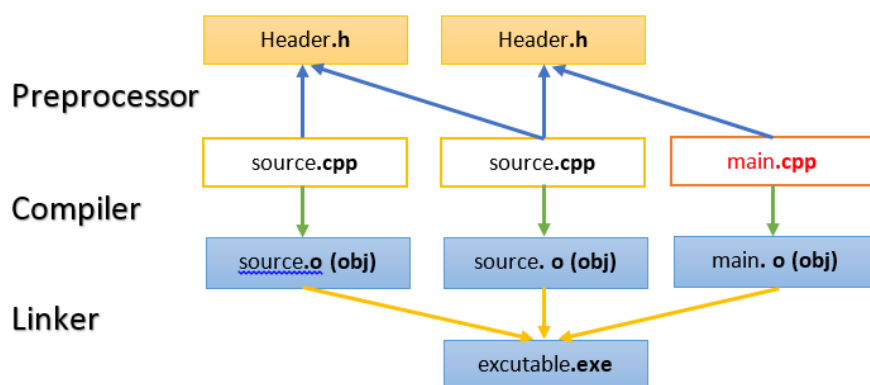 Header.h
Header.h
Preprocessor
source.cpp
source.cpp
main.cpp
Compiler
source.o (obj)
source. o (obj)
main. o (obj)
Linker
excutable.exe